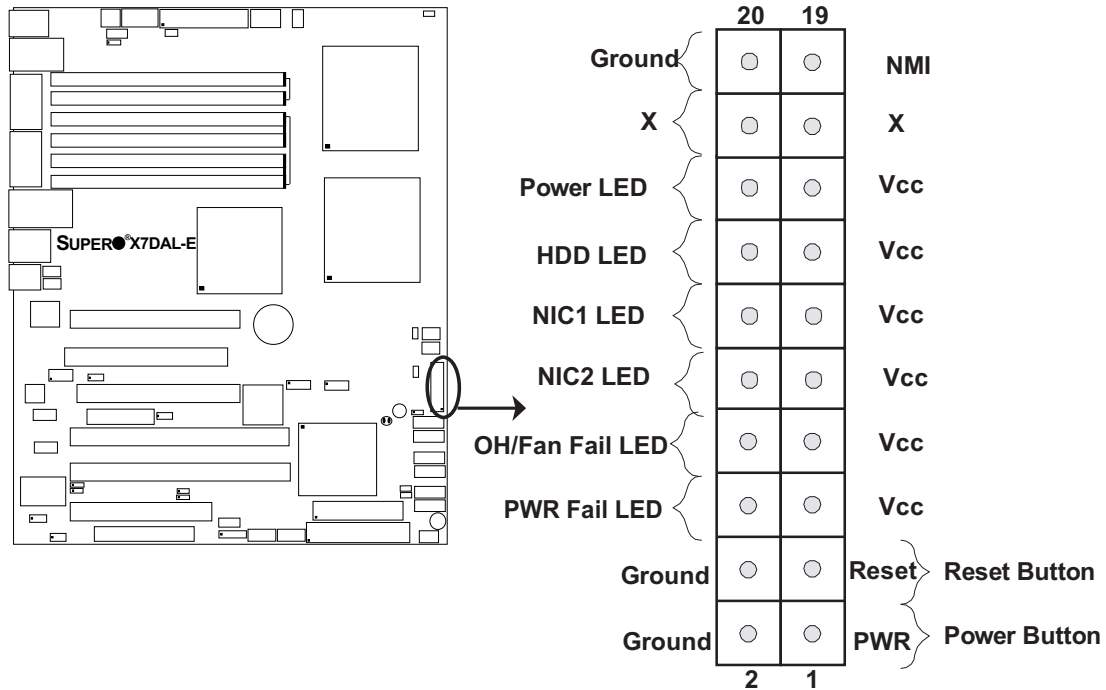 20 19
Ground NMI
X X
Power LED Vcc
HDD LED Vcc
NIC1 LED Vcc
NIC2 LED Vcc
OH/Fan Fail LED Vcc
PWR Fail LED Vcc
Ground Reset Reset Button
Ground PWR Power Button
2 1
SUPER®X7DAL-E